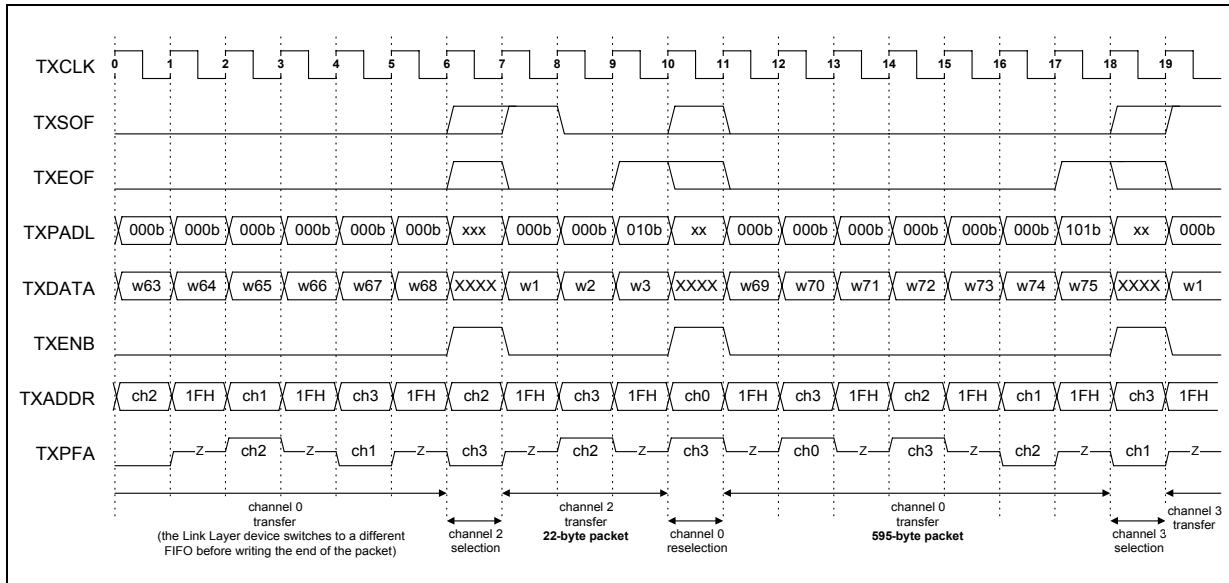 TXCLK 0 1 2 3 4 5 6 7 8 9 10 11 12 13 14 15 16 17 18 19
TXSOF
TXEOF
TXPADL 000b 000b 000b 000b 000b 000b xxx 000b 000b 010b xx 000b 000b 000b 000b 000b 000b 101b xx 000b
TXDATA w63 w64 w65 w66 w67 w68 XXXX w1 w2 w3 XXXX w69 w70 w71 w72 w73 w74 w75 XXXX w1
TXENB
TXADDR ch2 1FH ch1 1FH ch3 1FH ch2 1FH ch3 1FH ch0 1FH ch3 1FH ch2 1FH ch1 1FH ch3 1FH
TXPFA Z ch2 Z ch1 Z ch3 Z ch2 Z ch3 Z ch0 Z ch3 Z ch2 Z ch1 Z
channel 0
transfer
(the Link Layer device switches to a different
FIFO before writing the end of the packet)
channel 2
selection
channel 2
transfer
22-byte packet
channel 0
reselection
channel 0
transfer
595-byte packet
channel 3
selection
channel 3
transfer